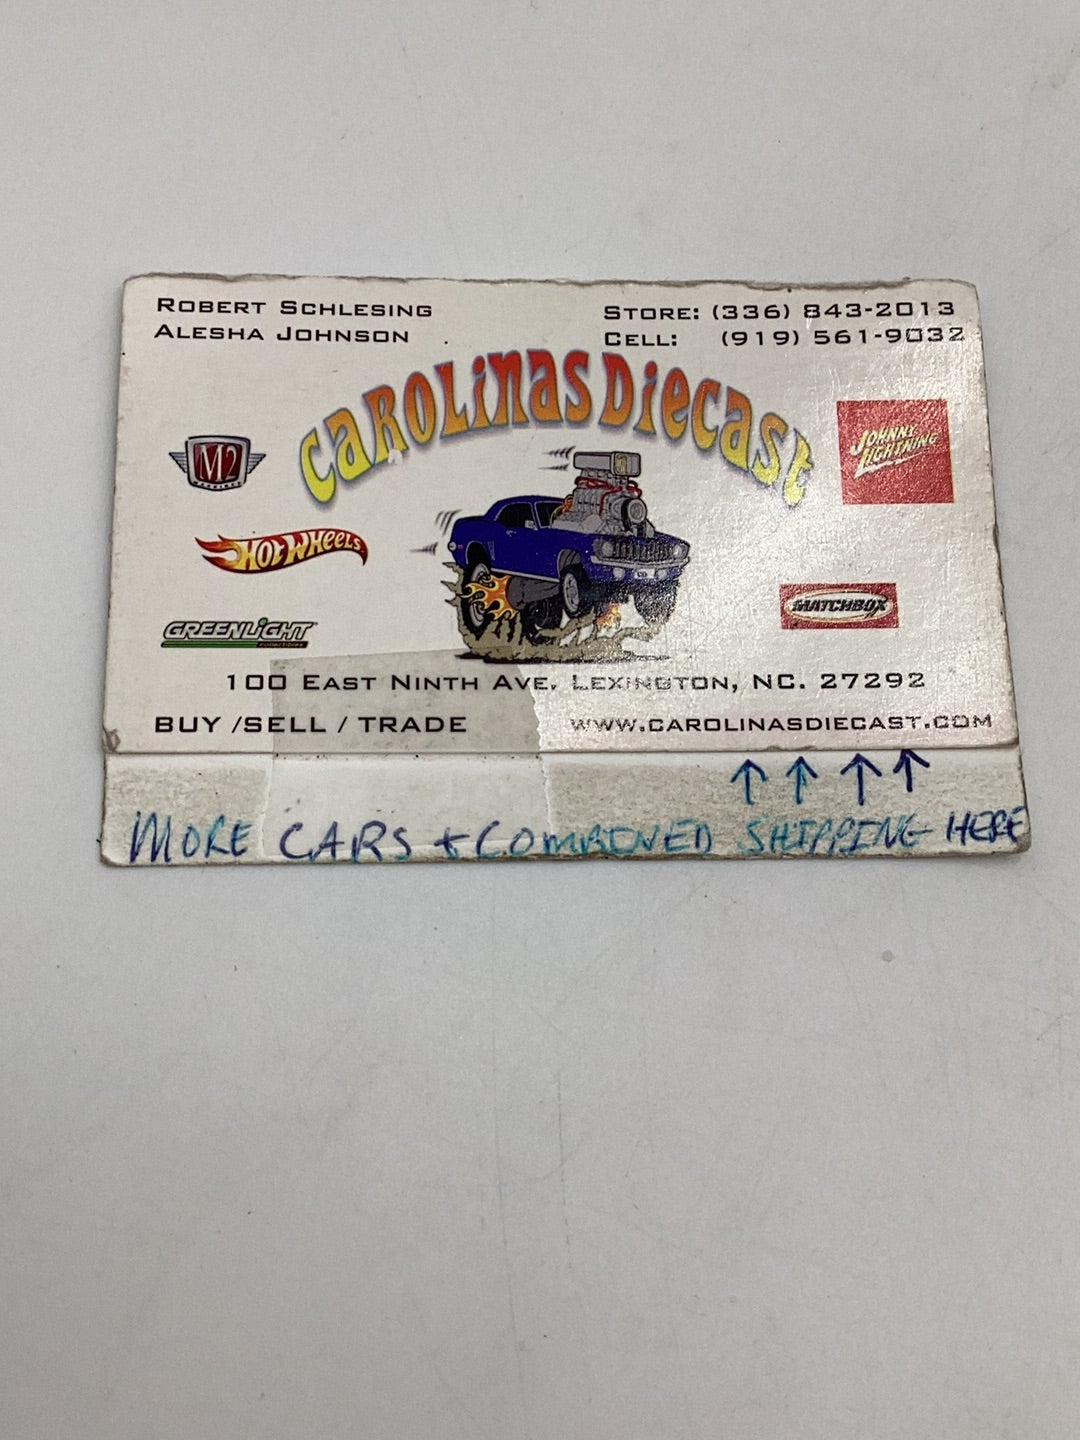 ROBERT SCHLESING
ALESHA JOHNSON
STORE: (336) 843-2013
CELL: (919) 561-9032
CAROLINAS DIECAST
M2
MACHINES
JOHNNY
LIGHTNING
HOT WHEELS
MATCHBOX
GREENLIGHT
collectibles
100 EAST NINTH AVE. LEXINGTON, NC. 27292
BUY /SELL / TRADE
WWW.CAROLINASDIECAST.COM
MORE CARS + COMBINED SHIPPING HERE